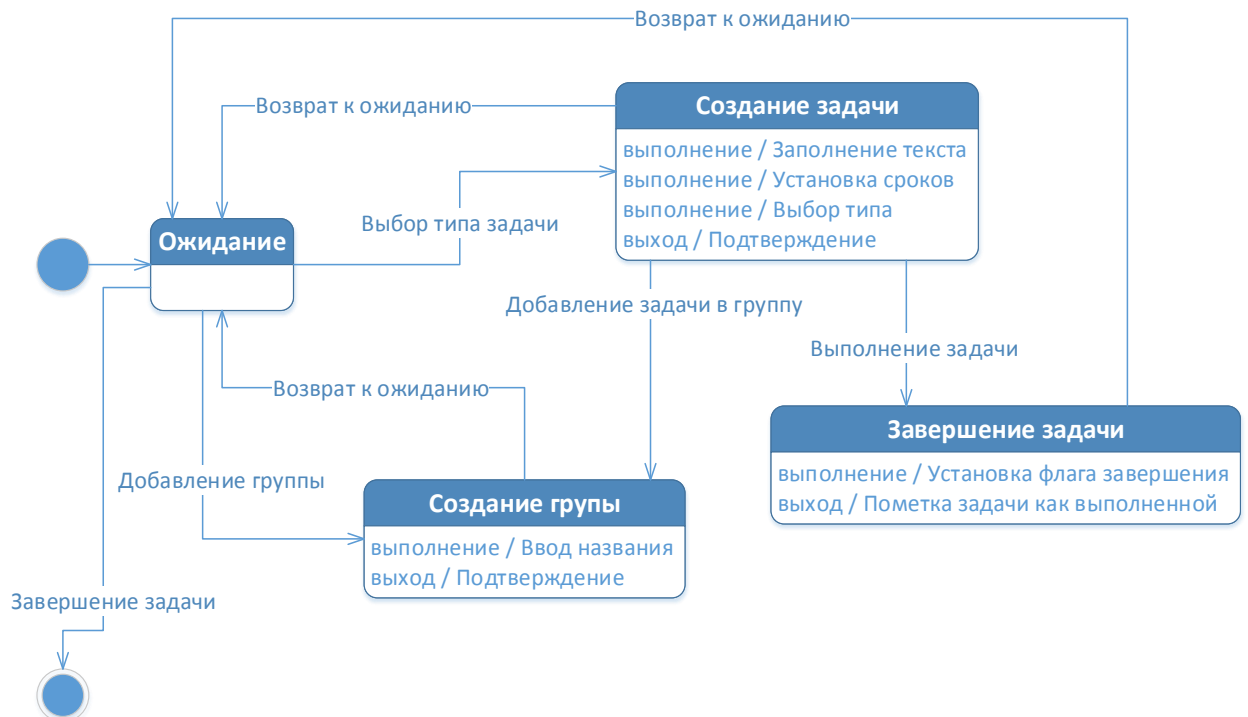 Возврат к ожиданию
Возврат к ожиданию
Создание задачи
выполнение / Заполнение текста
выполнение / Установка сроков
выполнение / Выбор типа
выход / Подтверждение
Выбор типа задачи
Ожидание
Добавление задачи в группу
Выполнение задачи
Возврат к ожиданию
Завершение задачи
выполнение / Установка флага завершения
выход / Пометка задачи как выполненной
Добавление группы
Создание групы
выполнение / Ввод названия
выход / Подтверждение
Завершение задачи